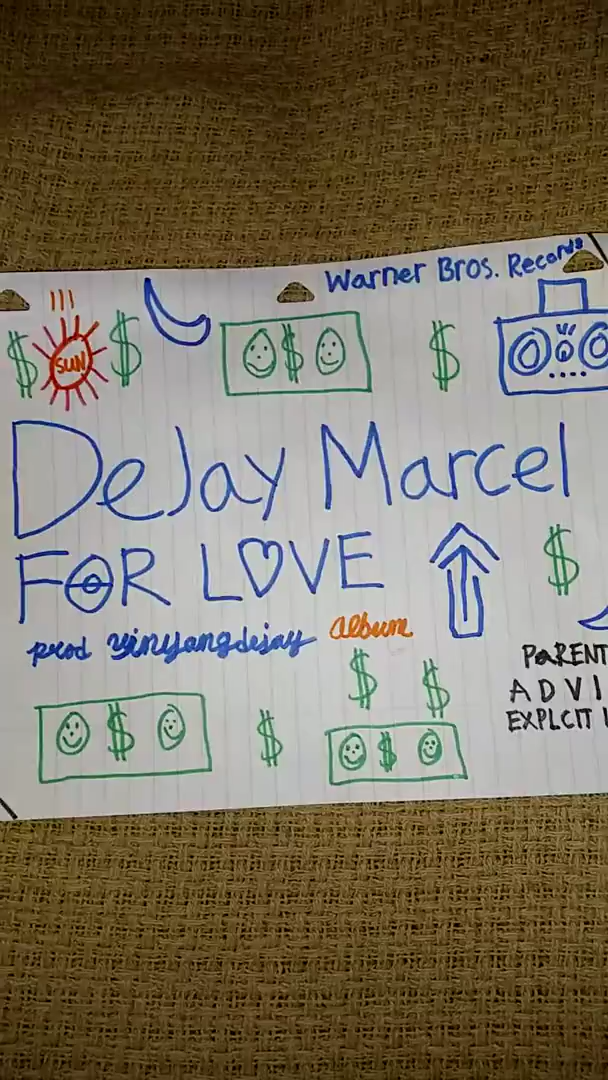 Warner Bros. Records
$ SUN $ $ $
DeJay Marcel
FOR LOVE $
prod yinyangdejay album
$ $
PARENT
ADVI
EXPLCIT L
$ $ $